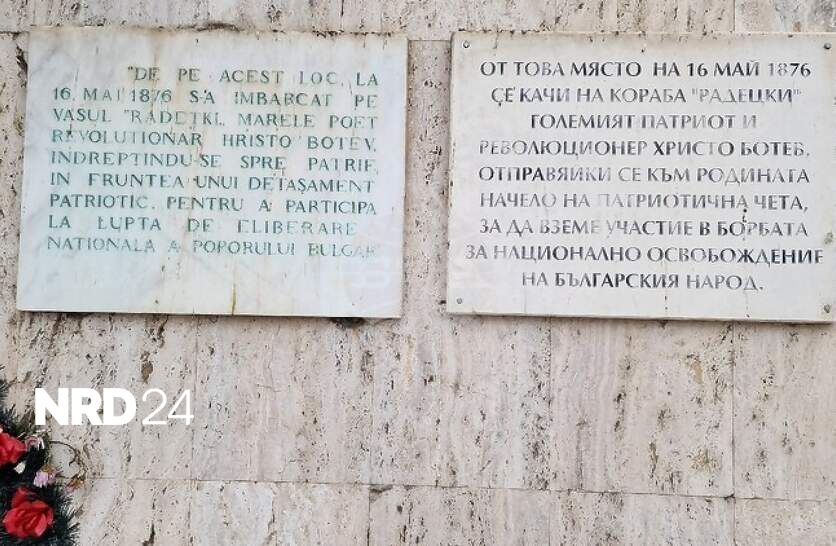 "DE PE ACEST LOC, LA
16. MAI 1876 S-A IMBARCAT PE
VASUL "RADETKI, MARELE POET
REVOLUTIONAR HRISTO BOTEV,
INDREPTINDU-SE SPRE PATRIE,
IN FRUNTEA UNUI DETAȘAMENT
PATRIOTIC, PENTRU A PARTICIPA
LA LUPTA DE ELIBERARE
NATIONALA A POPORULUI BULGAR
ОТ ТОВА МЯСТО НА 16 МАЙ 1876
СЕ КАЧИ НА КОРАБА "РАДЕЦКИ"
ГОЛЕМИЯТ ПАТРИОТ И
РЕВОЛЮЦИОНЕР ХРИСТО БОТЕВ,
ОТПРАВЯЙКИ СЕ КЪМ РОДИНАТА
НАЧЕЛО НА ПАТРИОТИЧНА ЧЕТА,
ЗА ДА ВЗЕМЕ УЧАСТИЕ В БОРБАТА
ЗА НАЦИОНАЛНО ОСВОБОЖДЕНИЕ
НА БЪЛГАРСКИЯ НАРОД.
NRD24